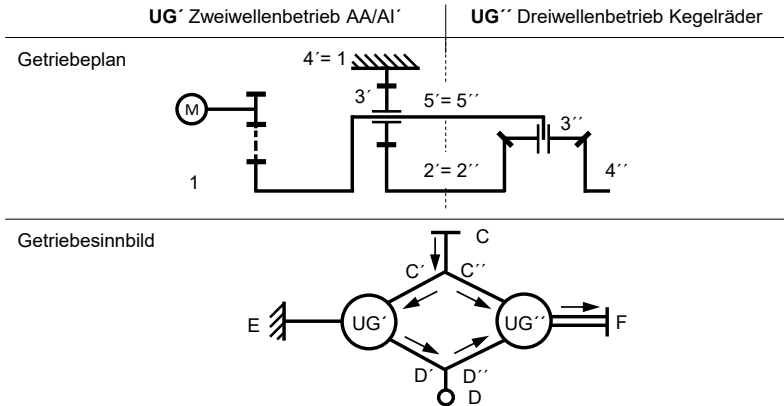 UG´ Zweiwellenbetrieb AA/AI´
UG´´ Dreiwellenbetrieb Kegelräder
Getriebeplan
4´= 1
3´
5´= 5´´
3´´
M
2´= 2´´
4´´
1
Getriebesinnbild
C
C´ C´´
E
UG´
UG´´
F
D´ D´´
D